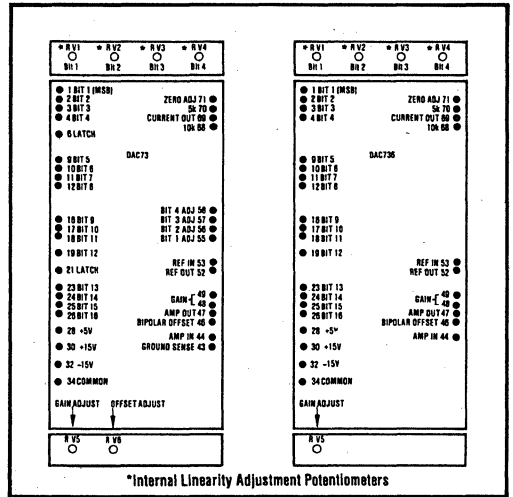 * RV1 * RV2 * RV3 * RV4
Bit 1 Bit 2 Bit 3 Bit 4
1 BIT 1 (MSB)
2 BIT 2
3 BIT 3
4 BIT 4
6 LATCH
ZERO ADJ 71
5k 70
CURRENT OUT 69
10k 68
DAC73
9 BIT 5
10 BIT 6
11 BIT 7
12 BIT 8
16 BIT 9
17 BIT 10
18 BIT 11
19 BIT 12
21 LATCH
BIT 4 ADJ 58
BIT 3 ADJ 57
BIT 2 ADJ 56
BIT 1 ADJ 55
REF IN 53
REF OUT 52
23 BIT 13
24 BIT 14
25 BIT 15
26 BIT 16
28 +5V
30 +15V
32 -15V
34 COMMON
49
GAIN
48
AMP OUT 47
BIPOLAR OFFSET 46
AMP IN 44
GROUND SENSE 43
GAIN ADJUST OFFSET ADJUST
RV5 RV6
* RV1 * RV2 * RV3 * RV4
Bit 1 Bit 2 Bit 3 Bit 4
1 BIT 1 (MSB)
2 BIT 2
3 BIT 3
4 BIT 4
ZERO ADJ 71
5k 70
CURRENT OUT 69
10k 68
DAC736
9 BIT 5
10 BIT 6
11 BIT 7
12 BIT 8
16 BIT 9
17 BIT 10
18 BIT 11
19 BIT 12
REF IN 53
REF OUT 52
23 BIT 13
24 BIT 14
25 BIT 15
26 BIT 16
28 +5V
30 +15V
32 -15V
34 COMMON
49
GAIN
48
AMP OUT 47
BIPOLAR OFFSET 46
AMP IN 44
GAIN ADJUST
RV5
*Internal Linearity Adjustment Potentiometers